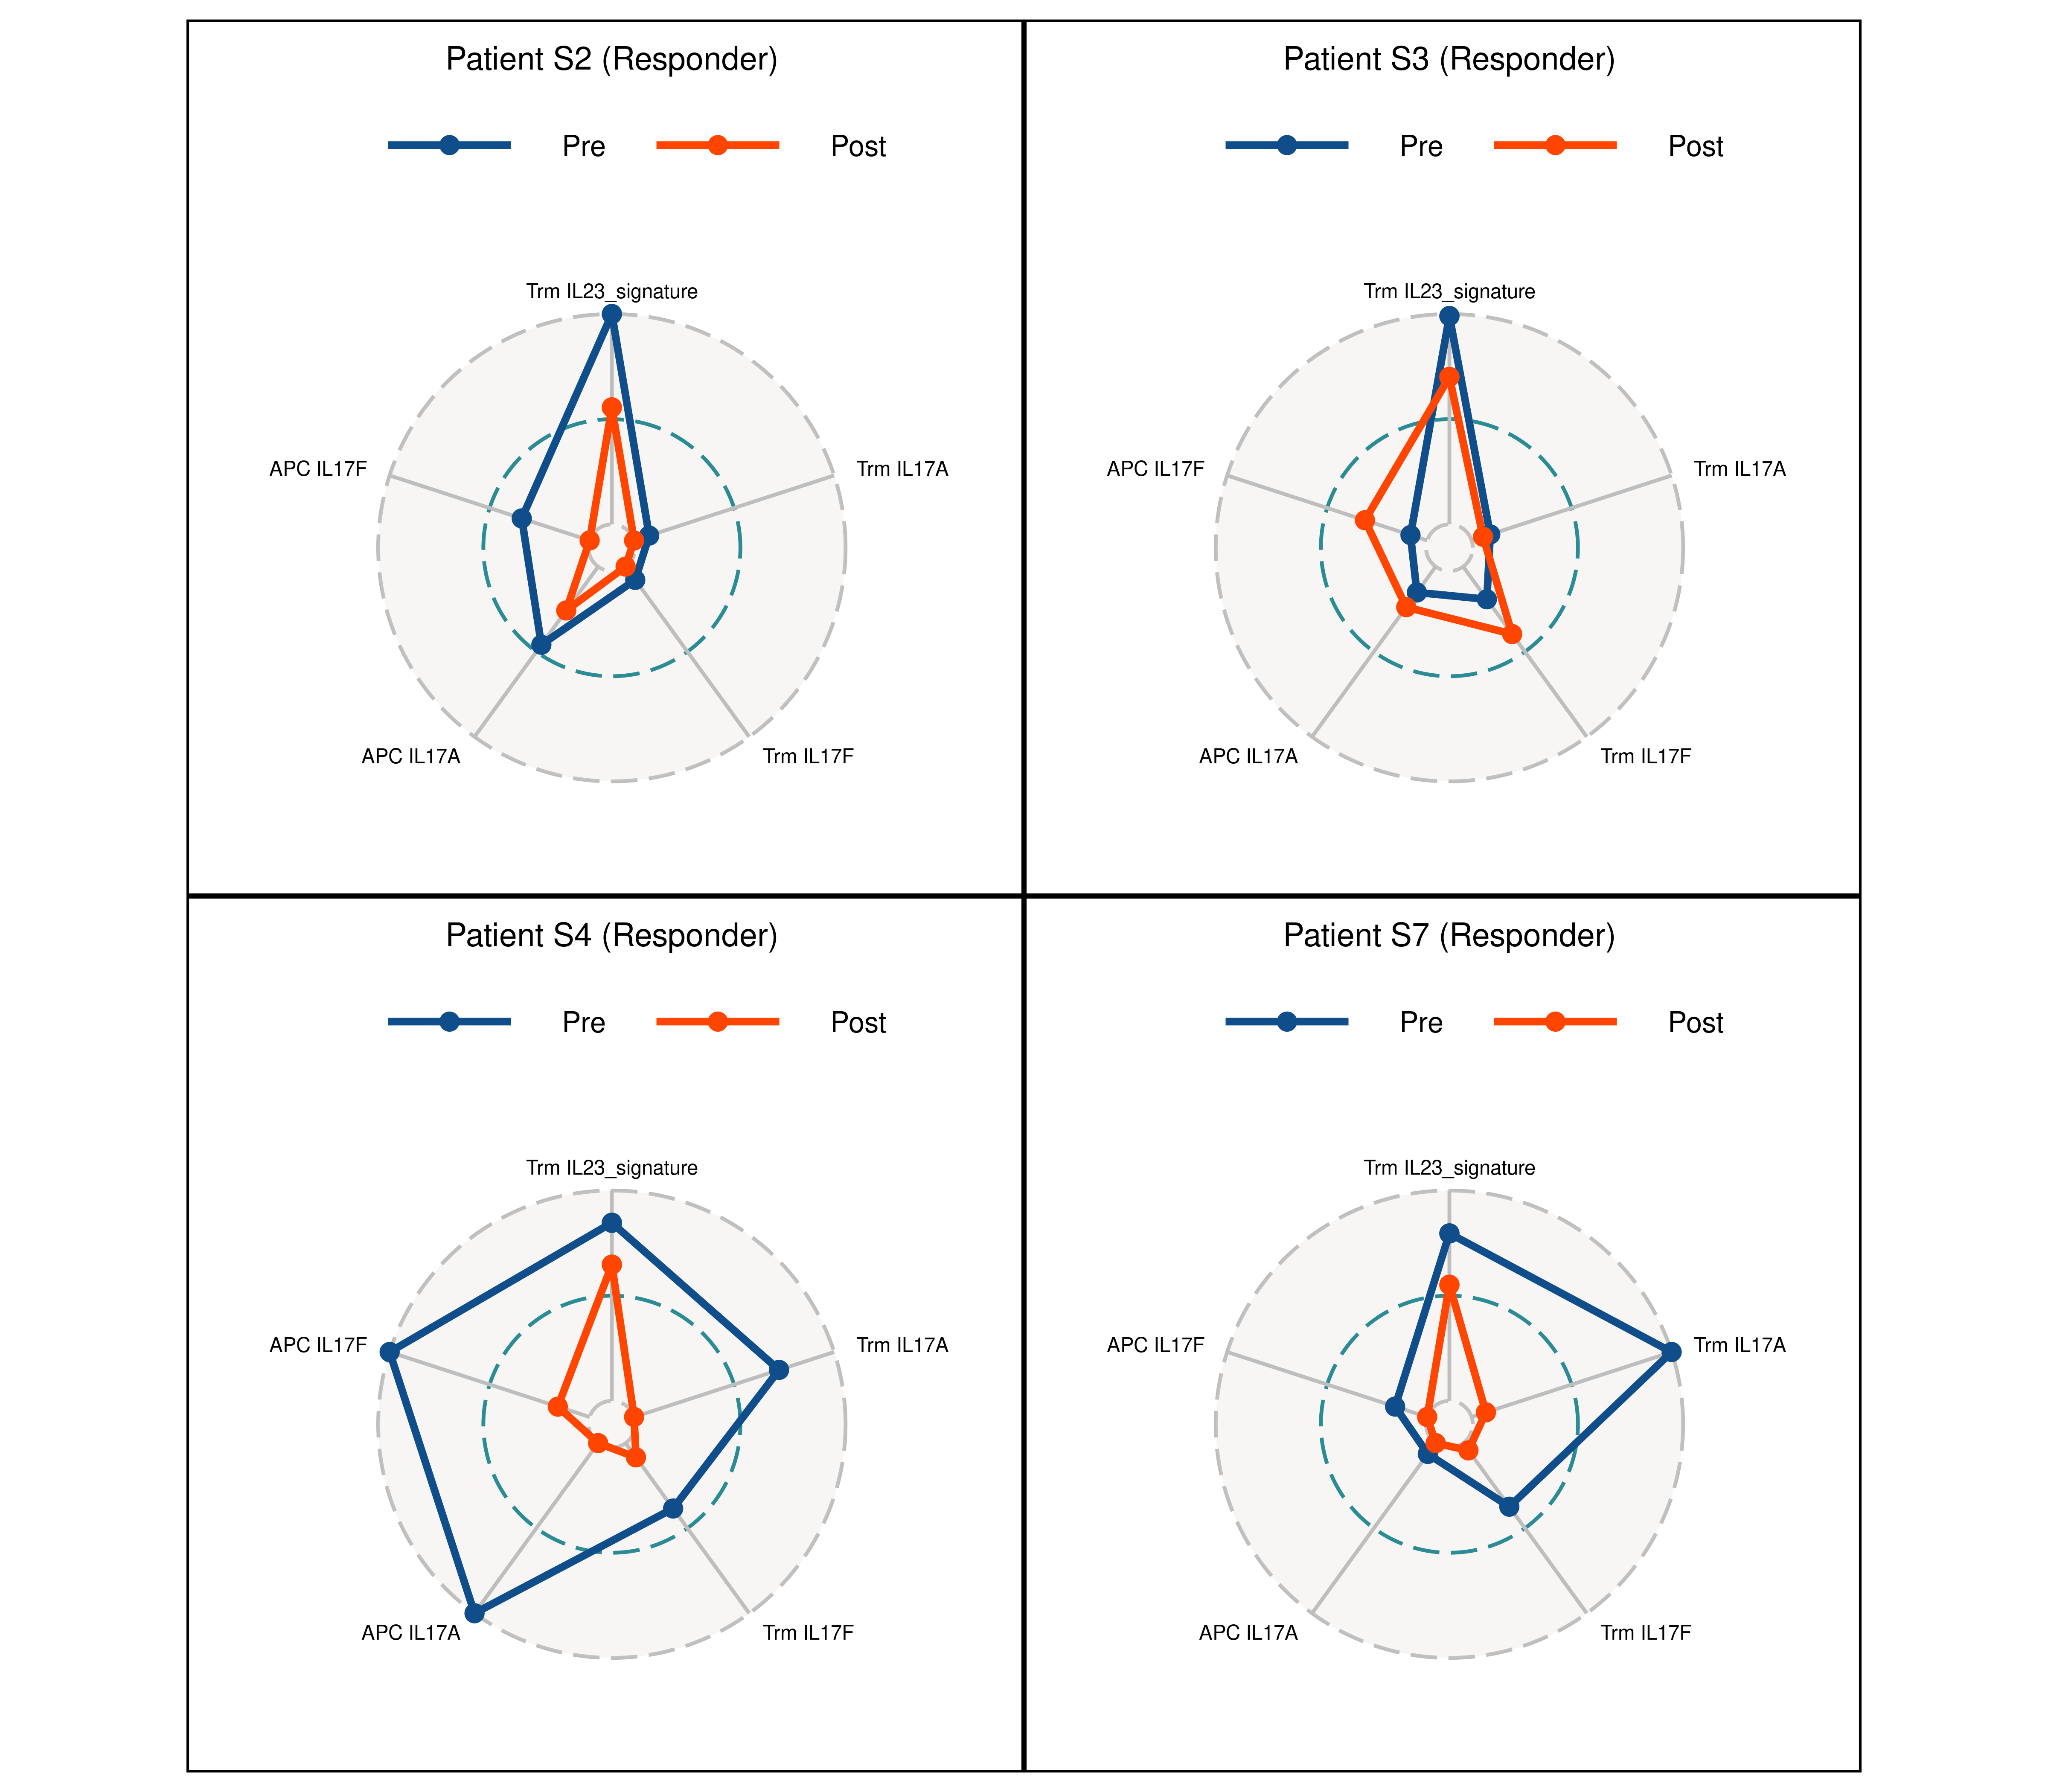 Patient S2 (Responder)
Pre Post
Trm IL23_signature
APC IL17F
Trm IL17A
APC IL17A
Trm IL17F
Patient S3 (Responder)
Pre Post
Trm IL23_signature
APC IL17F
Trm IL17A
APC IL17A
Trm IL17F
Patient S4 (Responder)
Pre Post
Trm IL23_signature
APC IL17F
Trm IL17A
APC IL17A
Trm IL17F
Patient S7 (Responder)
Pre Post
Trm IL23_signature
APC IL17F
Trm IL17A
APC IL17A
Trm IL17F